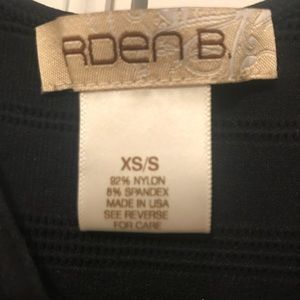 RDEN B.
XS/S
92% NYLON
8% SPANDEX
MADE IN USA
SEE REVERSE
FOR CARE